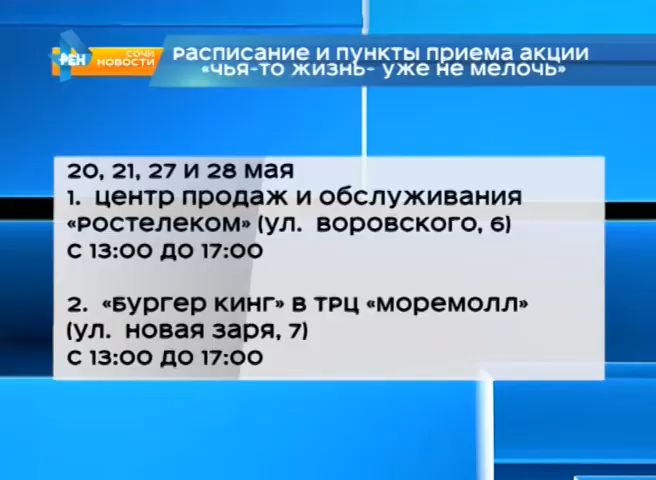 РЕН
СОЧИ
НОВОСТИ
Расписание и пункты приема акции
«Чья-то жизнь- уже не мелочь»
20, 21, 27 и 28 мая
1. Центр продаж и обслуживания
«Ростелеком» (ул. Воровского, 6)
с 13:00 до 17:00
2. «Бургер Кинг» в ТРЦ «Моремолл»
(ул. Новая Заря, 7)
с 13:00 до 17:00